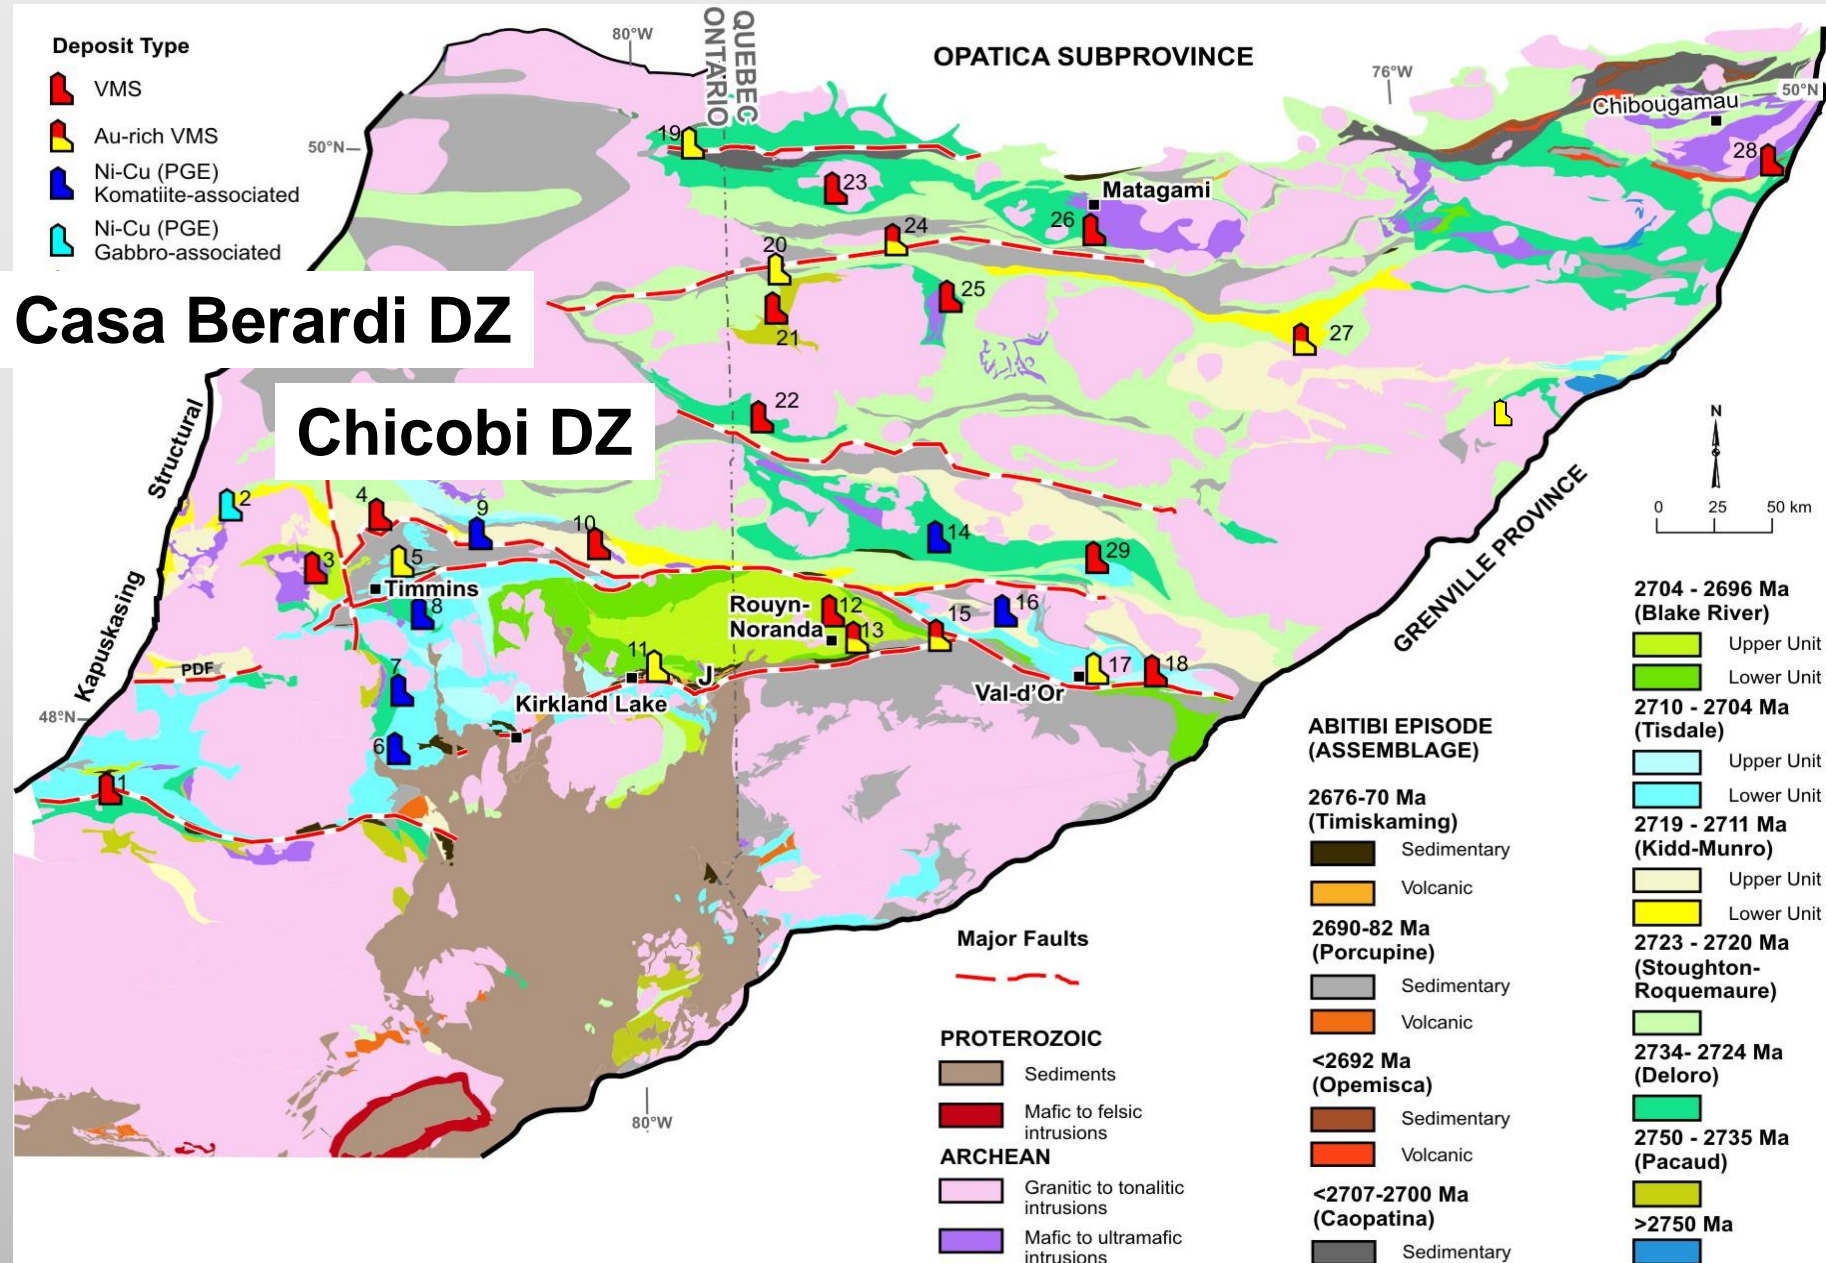 Deposit Type
VMS
Au-rich VMS
Ni-Cu (PGE)
Komatiite-associated
Ni-Cu (PGE)
Gabbro-associated
Casa Berardi DZ
Chicobi DZ
80°W
QUEBEC
ONTARIO
OPATICA SUBPROVINCE
76°W
50°N
Chibougamau
50°N
19
23
28
Matagami
26
24
20
25
21
27
22
Structural
Kapuskasing
2
4
9
10
14
29
3
5
Timmins
8
Rouyn-
Noranda
12
13
15
16
PDF
7
11
J
Kirkland Lake
17
18
Val-d'Or
48°N
6
1
80°W
GRENVILLE PROVINCE
N
0 25 50 km
Major Faults
PROTEROZOIC
Sediments
Mafic to felsic
intrusions
ARCHEAN
Granitic to tonalitic
intrusions
Mafic to ultramafic
intrusions
ABITIBI EPISODE
(ASSEMBLAGE)
2676-70 Ma
(Timiskaming)
Sedimentary
Volcanic
2690-82 Ma
(Porcupine)
Sedimentary
Volcanic
<2692 Ma
(Opemisca)
Sedimentary
Volcanic
<2707-2700 Ma
(Caopatina)
Sedimentary
2704 - 2696 Ma
(Blake River)
Upper Unit
Lower Unit
2710 - 2704 Ma
(Tisdale)
Upper Unit
Lower Unit
2719 - 2711 Ma
(Kidd-Munro)
Upper Unit
Lower Unit
2723 - 2720 Ma
(Stoughton-
Roquemaure)
2734- 2724 Ma
(Deloro)
2750 - 2735 Ma
(Pacaud)
>2750 Ma